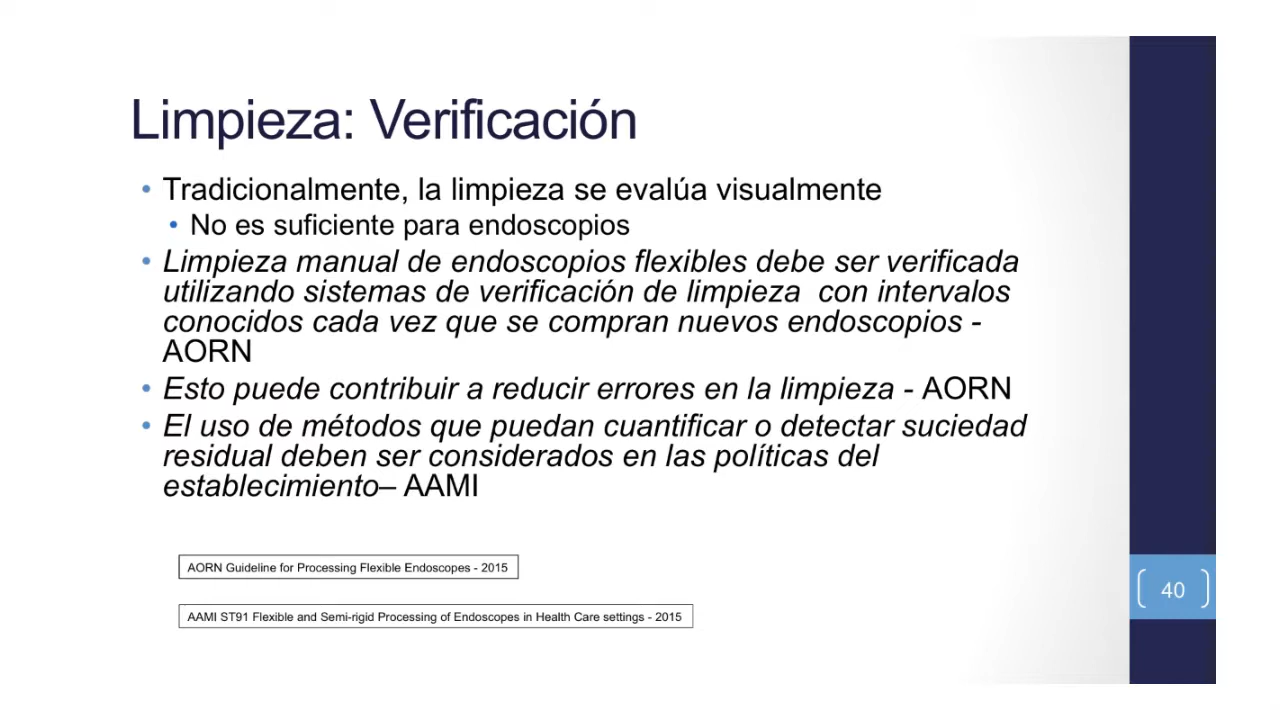 Limpieza: Verificación
• Tradicionalmente, la limpieza se evalúa visualmente
• No es suficiente para endoscopios
• Limpieza manual de endoscopios flexibles debe ser verificada
utilizando sistemas de verificación de limpieza con intervalos
conocidos cada vez que se compran nuevos endoscopios -
AORN
• Esto puede contribuir a reducir errores en la limpieza - AORN
• El uso de métodos que puedan cuantificar o detectar suciedad
residual deben ser considerados en las políticas del
establecimiento– AAMI
AORN Guideline for Processing Flexible Endoscopes - 2015
AAMI ST91 Flexible and Semi-rigid Processing of Endoscopes in Health Care settings - 2015
40